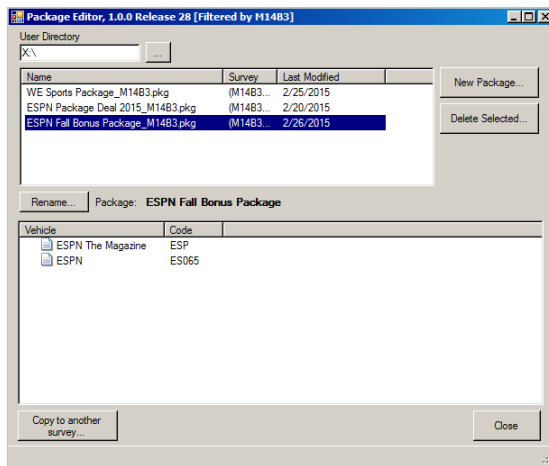 Package Editor, 1.0.0 Release 28 [Filtered by M14B3]
User Directory
X:\
...
Name Survey Last Modified
WE Sports Package_M14B3.pkg (M14B3... 2/25/2015
ESPN Package Deal 2015_M14B3.pkg (M14B3... 2/20/2015
ESPN Fall Bonus Package_M14B3.pkg (M14B3... 2/26/2015
New Package...
Delete Selected...
Rename... Package: ESPN Fall Bonus Package
Vehicle Code
ESPN The Magazine ESP
ESPN ES065
Copy to another
survey...
Close